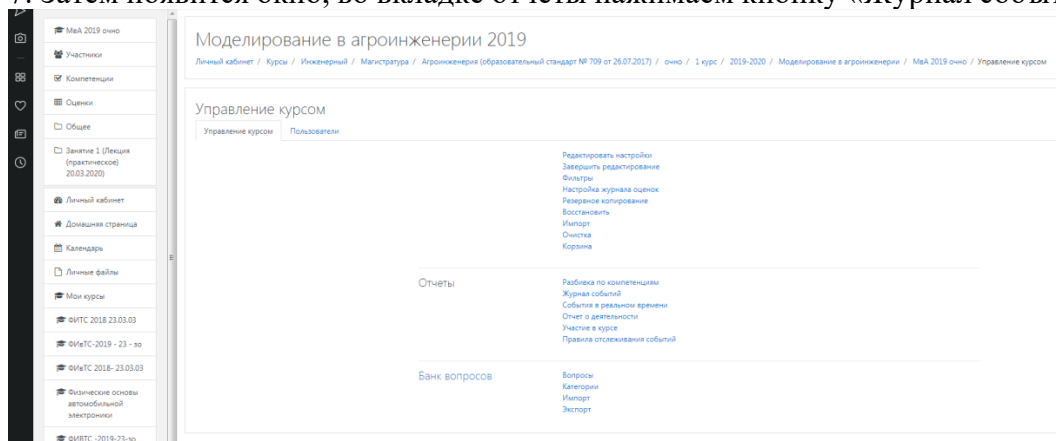 7. Затем появится окно, во вкладке отчеты нажимаем кнопку «Журнал
МвА 2019 очно
Участники
Компетенции
Оценки
Общее
Занятие 1 (Лекция
(практическое)
20.03.2020)
Личный кабинет
Домашняя страница
Календарь
Личные файлы
Мои курсы
ФИТС 2018 23.03.03
ФИвТС-2019 - 23 - зо
ФИвТС 2018- 23.03.03
Физические основы
автомобильной
электроники
ФИВТС -2019-23-зо
Моделирование в агроинженерии 2019
Личный кабинет / Курсы / Инженерный / Магистратура / Агроинженерия (образовательный стандарт № 709 от 26.07.2017) / очно / 1 курс / 2019-2020 / Моделирование в агроинженерии / МвА 2019 очно / Управление курсом
Управление курсом
Управление курсом Пользователи
Редактировать настройки
Завершить редактирование
Фильтры
Настройка журнала оценок
Резервное копирование
Восстановить
Импорт
Очистка
Корзина
Отчеты
Разбивка по компетенциям
Журнал событий
События в реальном времени
Отчет о деятельности
Участие в курсе
Правила отслеживания событий
Банк вопросов
Вопросы
Категории
Импорт
Экспорт